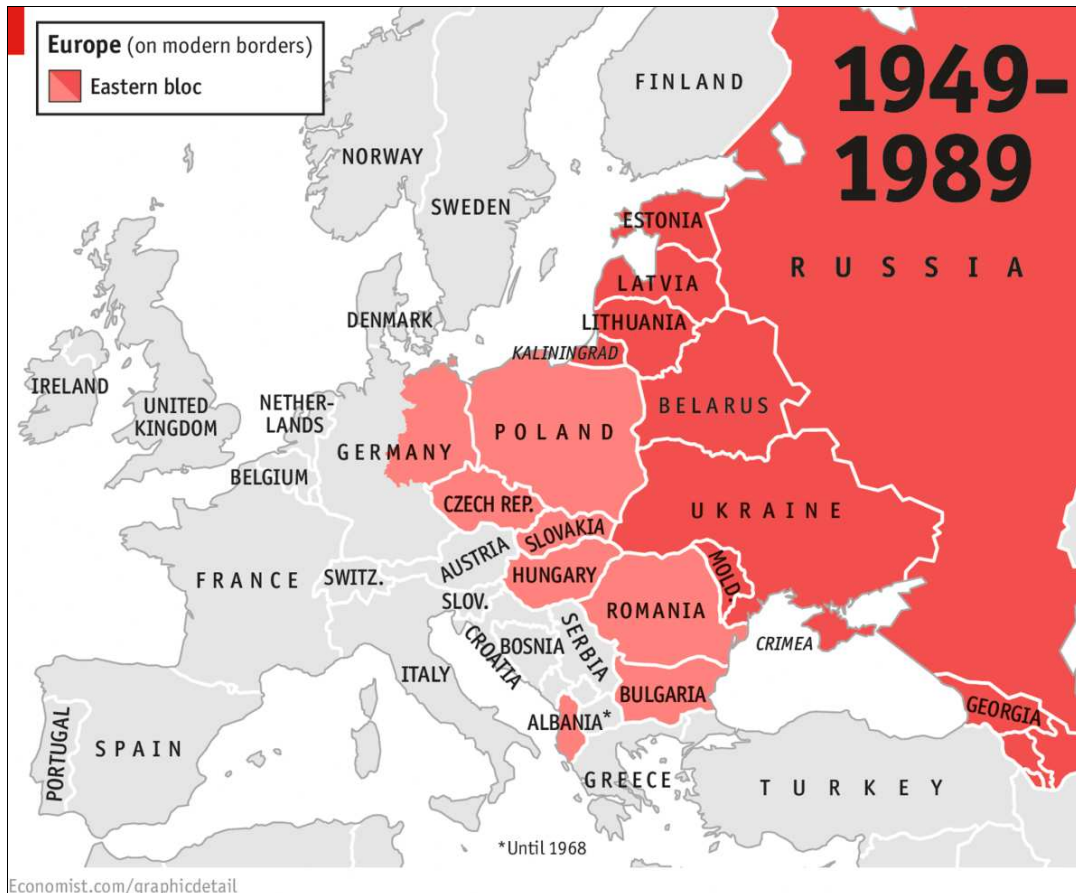 Europe (on modern borders)
Eastern bloc
1949-
1989
FINLAND
NORWAY
SWEDEN
ESTONIA
RUSSIA
LATVIA
DENMARK
LITHUANIA
KALININGRAD
IRELAND
UNITED
KINGDOM
NETHER-
LANDS
BELARUS
GERMANY
POLAND
BELGIUM
CZECH REP.
UKRAINE
SLOVAKIA
AUSTRIA
FRANCE
SWITZ.
HUNGARY
MOLD.
SLOV.
ROMANIA
CROATIA
BOSNIA
SERBIA
CRIMEA
ITALY
BULGARIA
GEORGIA
ALBANIA*
PORTUGAL
SPAIN
GREECE
TURKEY
*Until 1968
Economist.com/graphicdetail